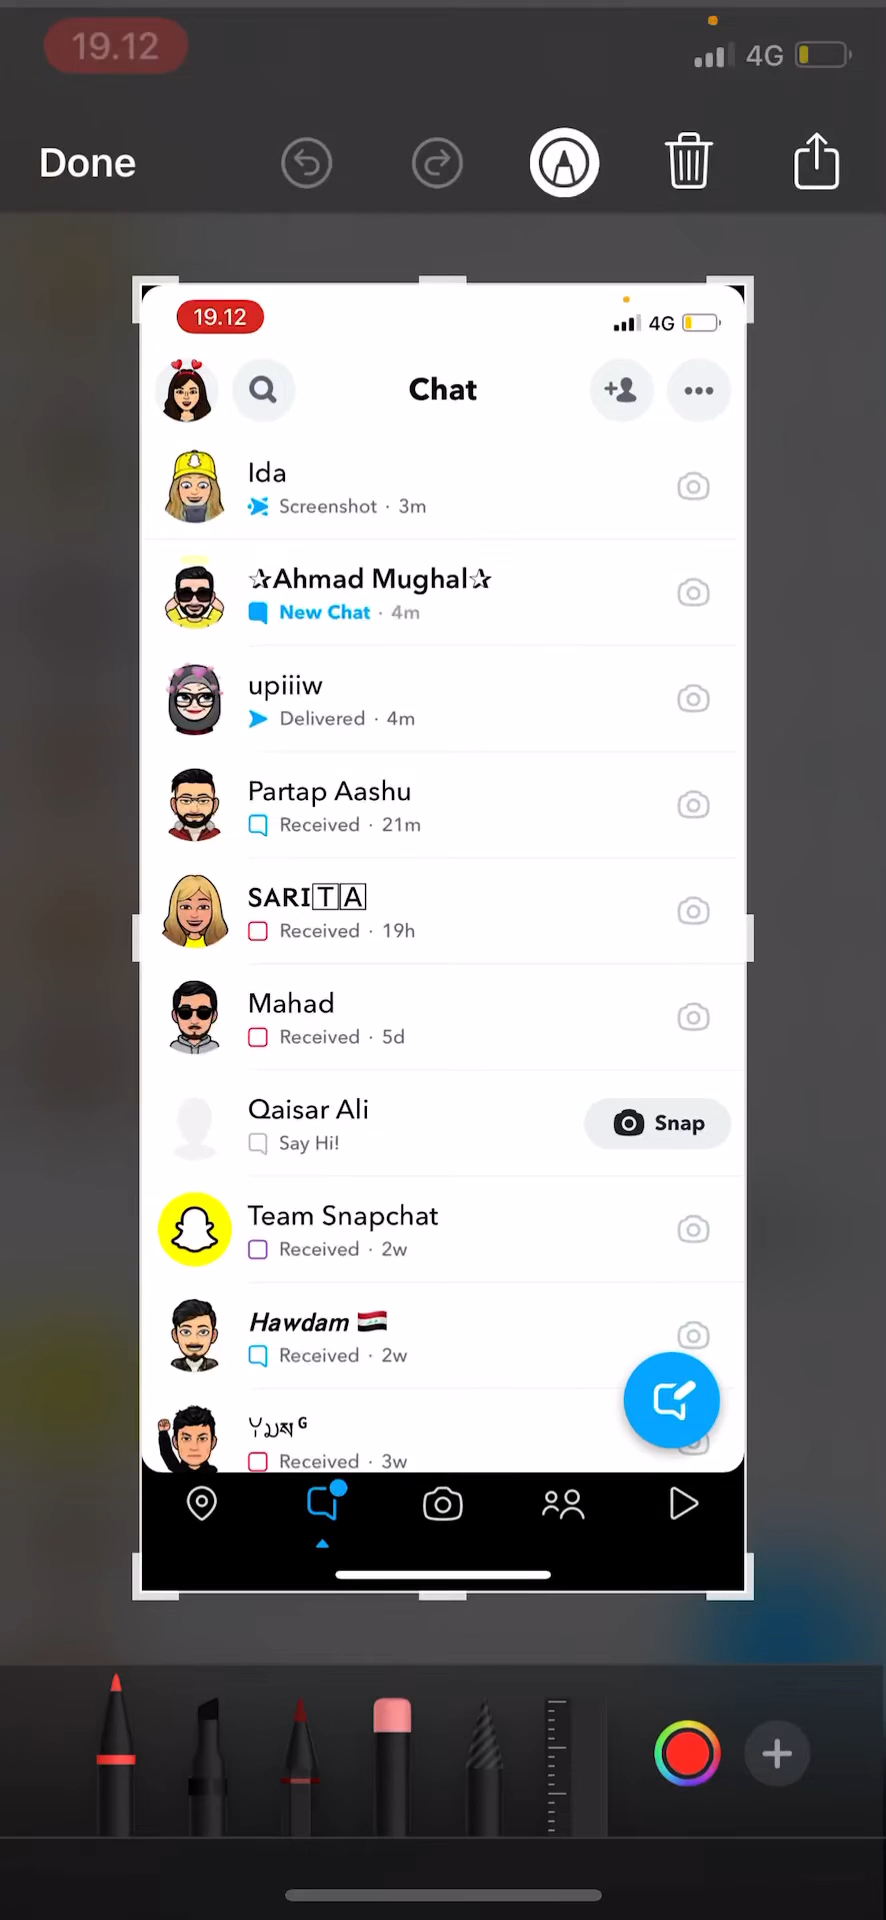 19.12
4G
Done
19.12
4G
Chat
Ida
Screenshot · 3m
☆Ahmad Mughal☆
New Chat · 4m
upiiiw
Delivered · 4m
Partap Aashu
Received · 21m
SARI🅃🄰
Received · 19h
Mahad
Received · 5d
Qaisar Ali
Say Hi!
Snap
Team Snapchat
Received · 2w
Hawdam 🇮🇶
Received · 2w
Received · 3w